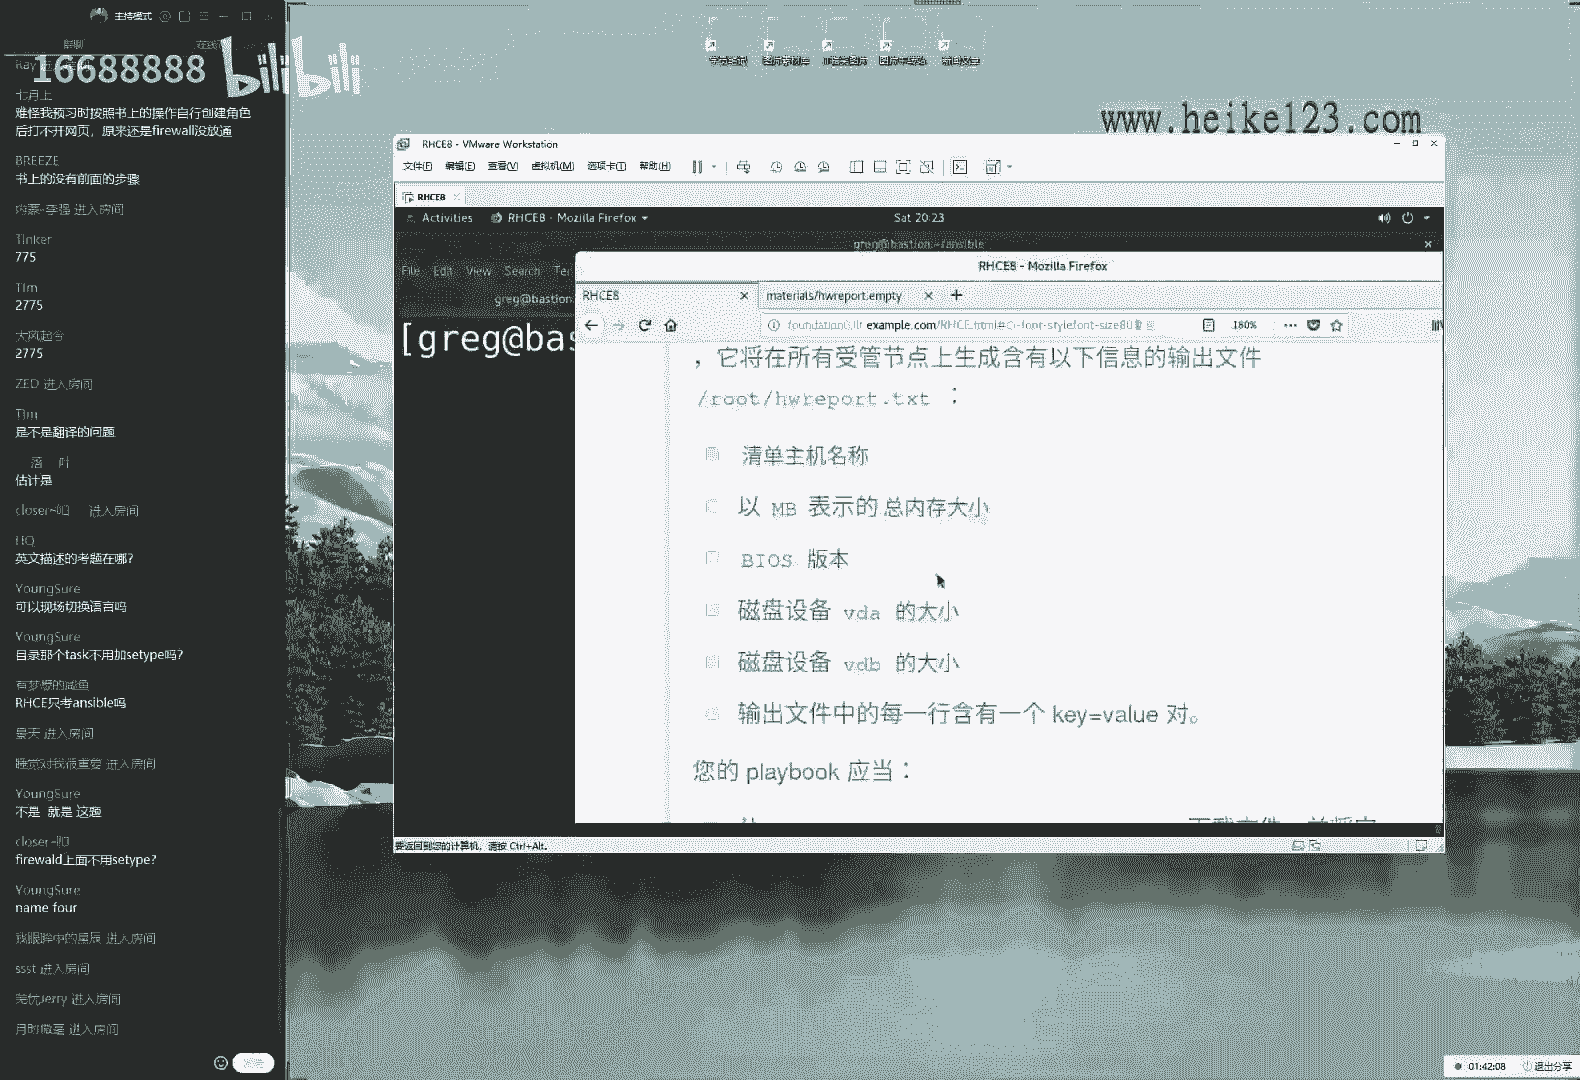 主持模式
16688888 bilibili
七月上
难怪我预习时按照书上的操作自行创建角色
后打不开网页，原来还是firewall没放通
BREEZE
书上的没有前面的步骤
内蒙-李强 进入房间
Tinker
775
Tim
2775
大风起兮
2775
ZED 进入房间
Tim
是不是翻译的问题
落 叶
估计是
进入房间
HQ
英文描述的考题在哪?
YoungSure
可以现场切换语言吗
YoungSure
目录那个task不用加setype吗?
有梦想的咸鱼
RHCE只考ansible吗
景天 进入房间
睡觉对我很重要 进入房间
YoungSure
不是 就是 这题
firewald上面不用setype?
YoungSure
name four
我眼眸中的星辰 进入房间
ssst 进入房间
进入房间
进入房间
www.heike123.com
RHCE8 - VMware Workstation
文件(F) 编辑(E) 查看(V) 虚拟机(M) 选项卡(T) 帮助(H)
RHCE8
Activities RHCE8 - Mozilla Firefox Sat 20:23
greg@bastion:~/ansible
File Edit View Search
greg@bastion
[greg@bas
RHCE8 - Mozilla Firefox
RHCE8
materials/hwreport.empty
example.com/RHCE.html 180%
，它将在所有受管节点上生成含有以下信息的输出文件
/root/hwreport.txt ：
清单主机名称
以 MB 表示的 总内存大小
BIOS 版本
磁盘设备 vda 的大小
磁盘设备 vdb 的大小
输出文件中的每一行含有一个 key=value 对。
您的 playbook 应当：
要返回到您的计算机，请按 Ctrl+Alt。
01:42:08 退出分享